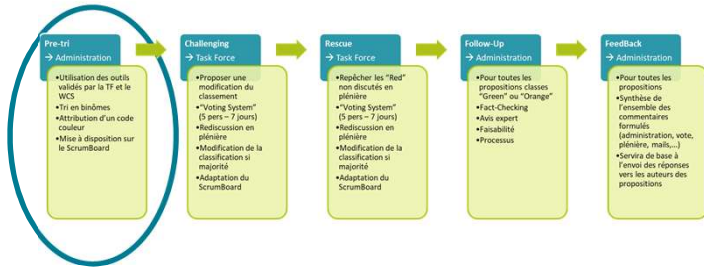 Pre-tri
→ Administration
•Utilisation des outils
validés par la TF et le
WCS
•Tri en binômes
•Attribution d'un code
couleur
•Mise à disposition sur
le ScrumBoard
Challenging
→ Task Force
•Proposer une
modification du
classement
•"Voting System"
(5 pers – 7 jours)
•Rediscussion en
plénière
•Modification de la
classification si
majorité
•Adaptation du
ScrumBoard
Rescue
→ Task Force
•Repêcher les "Red"
non discutés en
plénière
•"Voting System"
(5 pers – 7 jours)
•Rediscussion en
plénière
•Modification de la
classification si
majorité
•Adaptation du
ScrumBoard
Follow-Up
→ Administration
•Pour toutes les
propositions classes
"Green" ou "Orange"
•Fact-Checking
•Avis expert
•Faisabilité
•Processus
FeedBack
→ Administration
•Pour toutes les
propositions
•Synthèse de
l'ensemble des
commentaires
formulés
(administration, vote,
plénière, mails,...)
•Servira de base à
l'envoi des réponses
vers les auteurs des
propositions